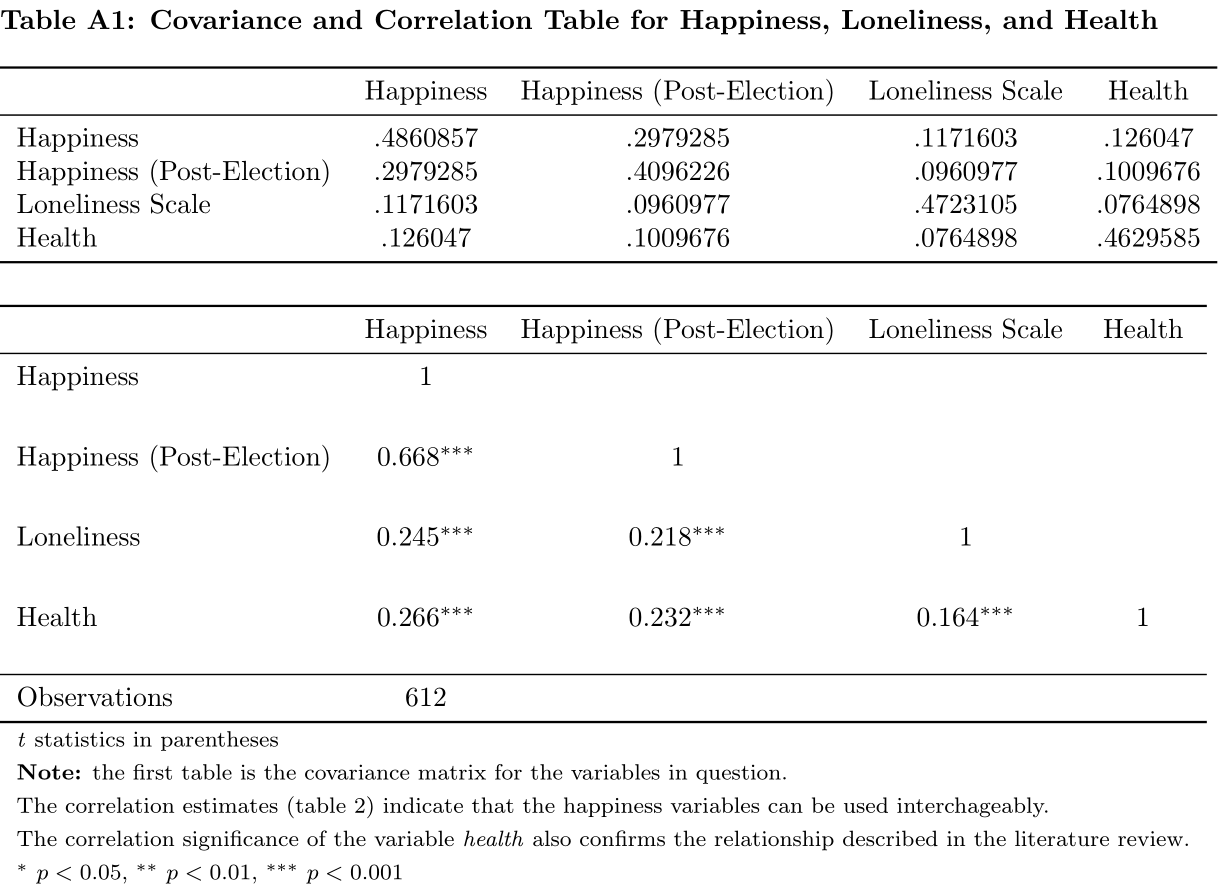 Table A1: Covariance and Correlation Table for Happiness, Loneliness, and Health
Happiness Happiness (Post-Election) Loneliness Scale Health
Happiness .4860857 .2979285 .1171603 .126047
Happiness (Post-Election) .2979285 .4096226 .0960977 .1009676
Loneliness Scale .1171603 .0960977 .4723105 .0764898
Health .126047 .1009676 .0764898 .4629585
Happiness Happiness (Post-Election) Loneliness Scale Health
Happiness 1
Happiness (Post-Election) 0.668*** 1
Loneliness 0.245*** 0.218*** 1
Health 0.266*** 0.232*** 0.164*** 1
Observations 612
t statistics in parentheses
Note: the first table is the covariance matrix for the variables in question.
The correlation estimates (table 2) indicate that the happiness variables can be used interchageably.
The correlation significance of the variable health also confirms the relationship described in the literature review.
* p < 0.05, ** p < 0.01, *** p < 0.001